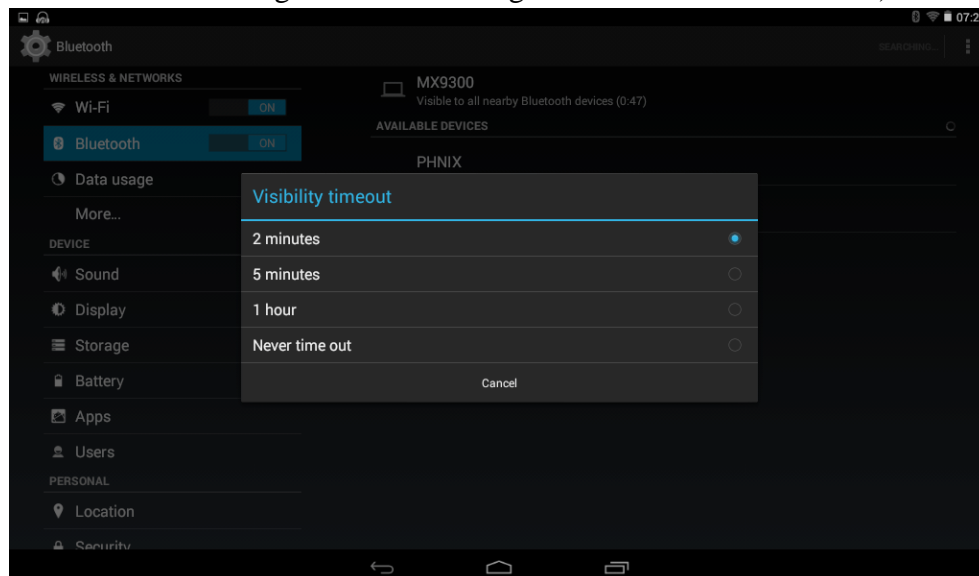 07:2
Bluetooth
SEARCHING...
WIRELESS & NETWORKS
Wi-Fi
ON
Bluetooth
ON
Data usage
More...
DEVICE
Sound
Display
Storage
Battery
Apps
Users
PERSONAL
Location
Security
MX9300
Visible to all nearby Bluetooth devices (0:47)
AVAILABLE DEVICES
PHNIX
Visibility timeout
2 minutes
5 minutes
1 hour
Never time out
Cancel